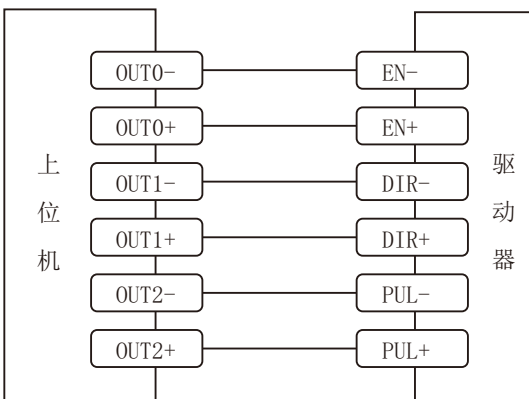 OUT0- EN-
OUT0+ EN+
OUT1- DIR-
OUT1+ DIR+
OUT2- PUL-
OUT2+ PUL+
上位机
驱动器